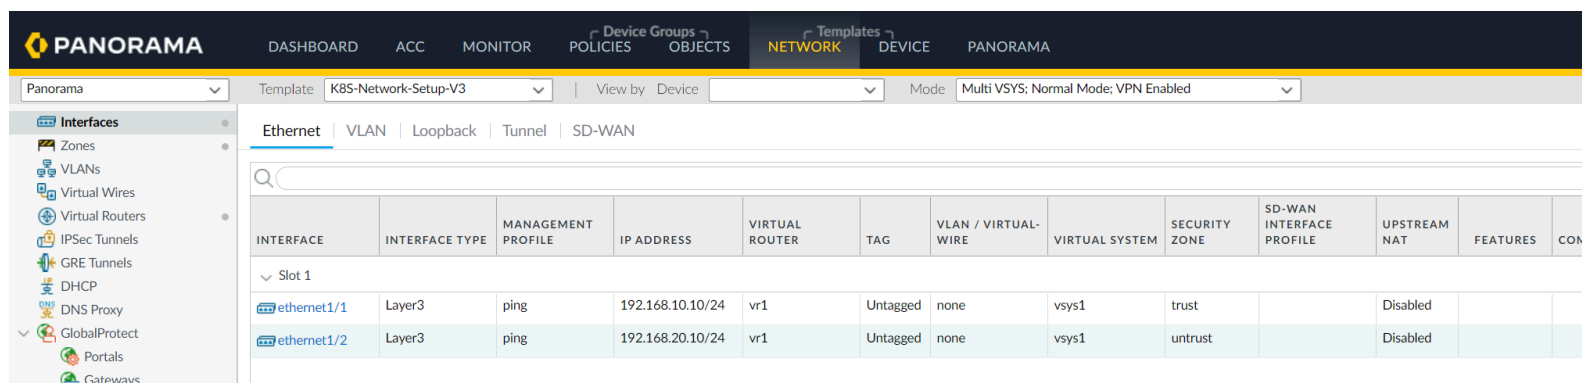 PANORAMA
Device Groups
Templates
DASHBOARD ACC MONITOR POLICIES OBJECTS NETWORK DEVICE PANORAMA
Panorama Template K8S-Network-Setup-V3 | View by Device Mode Multi VSYS; Normal Mode; VPN Enabled
Interfaces
Zones
VLANs
Virtual Wires
Virtual Routers
IPSec Tunnels
GRE Tunnels
DHCP
DNS Proxy
GlobalProtect
Portals
Gateways
Ethernet | VLAN | Loopback | Tunnel | SD-WAN
INTERFACE INTERFACE TYPE MANAGEMENT PROFILE IP ADDRESS VIRTUAL ROUTER TAG VLAN / VIRTUAL-WIRE VIRTUAL SYSTEM SECURITY ZONE SD-WAN INTERFACE PROFILE UPSTREAM NAT FEATURES COM
Slot 1
ethernet1/1 Layer3 ping 192.168.10.10/24 vr1 Untagged none vsys1 trust Disabled
ethernet1/2 Layer3 ping 192.168.20.10/24 vr1 Untagged none vsys1 untrust Disabled